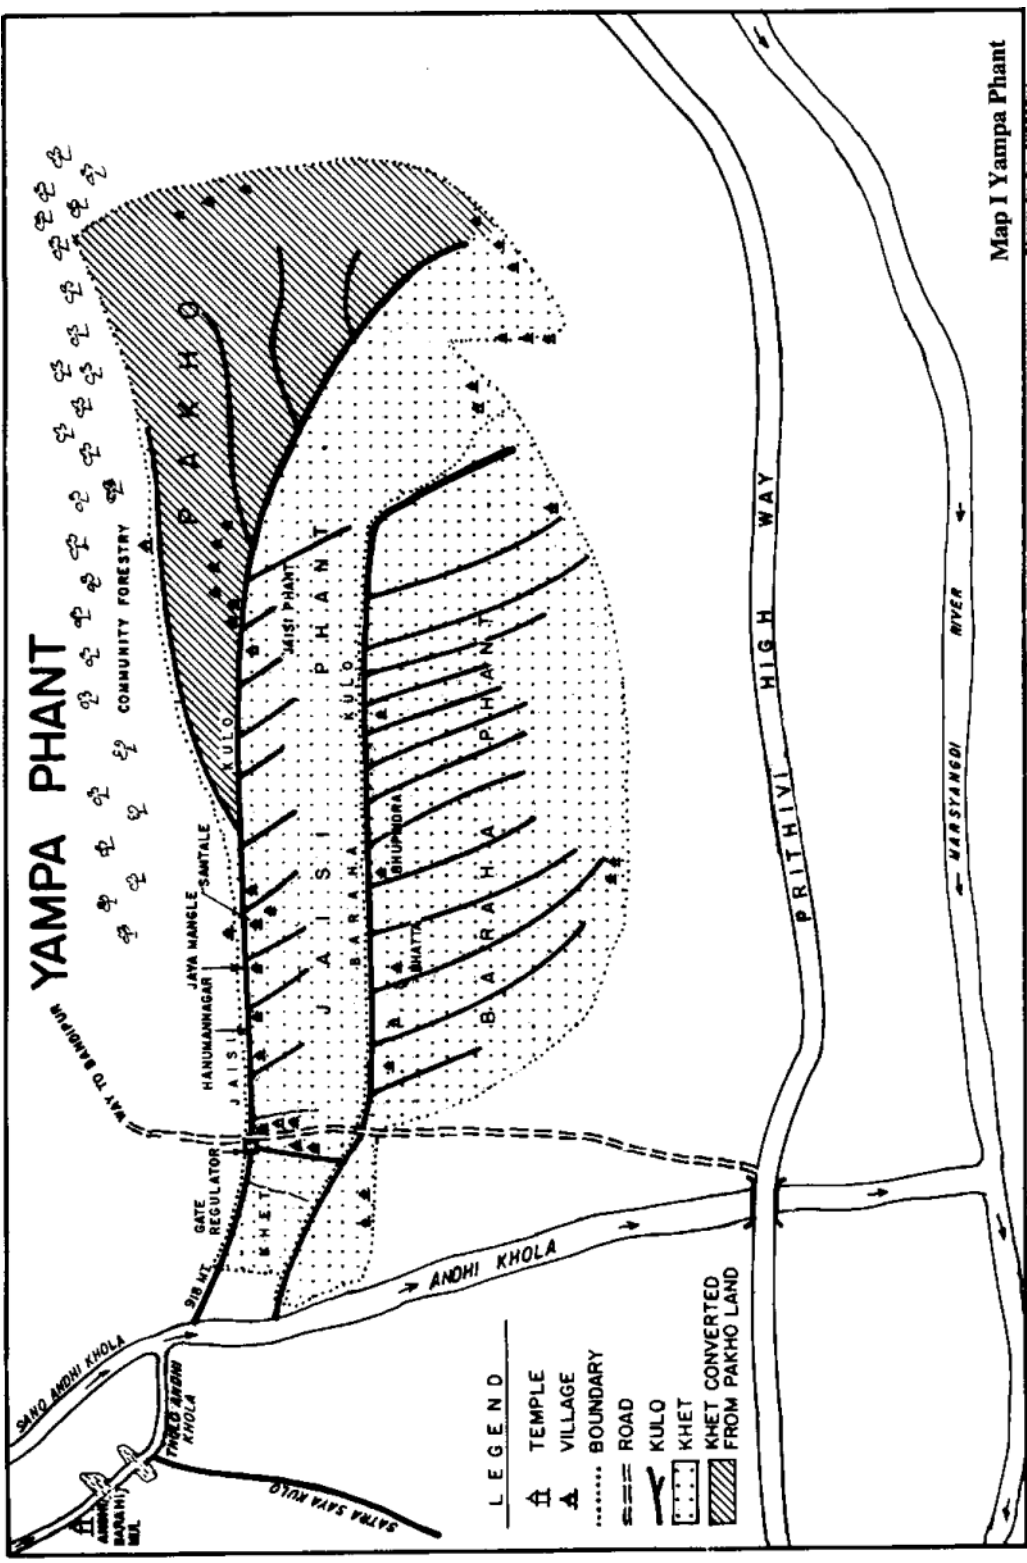 YAMPA PHANT
WAY TO BANDIPUR
COMMUNITY FORESTRY
PAKHO
SANO ANDHI KHOLA
918 MT.
GATE
REGULATOR
HANUMANNAGAR
JAYA MANGLE
SANTALE
JAISI KULO
JAISI PHANT
JAISI PHANT
KHET
BARAHA KULO
BHATTA
BHUPINDRA
BARAHA PHANT
THULO ANDHI
KHOLA
BARAHI
MUL
SATRA SAYA KULO
ANDHI KHOLA
PRITHIVI HIGH WAY
MARSYANGDI RIVER
LEGEND
TEMPLE
VILLAGE
BOUNDARY
ROAD
KULO
KHET
KHET CONVERTED
FROM PAKHO LAND
Map I Yampa Phant